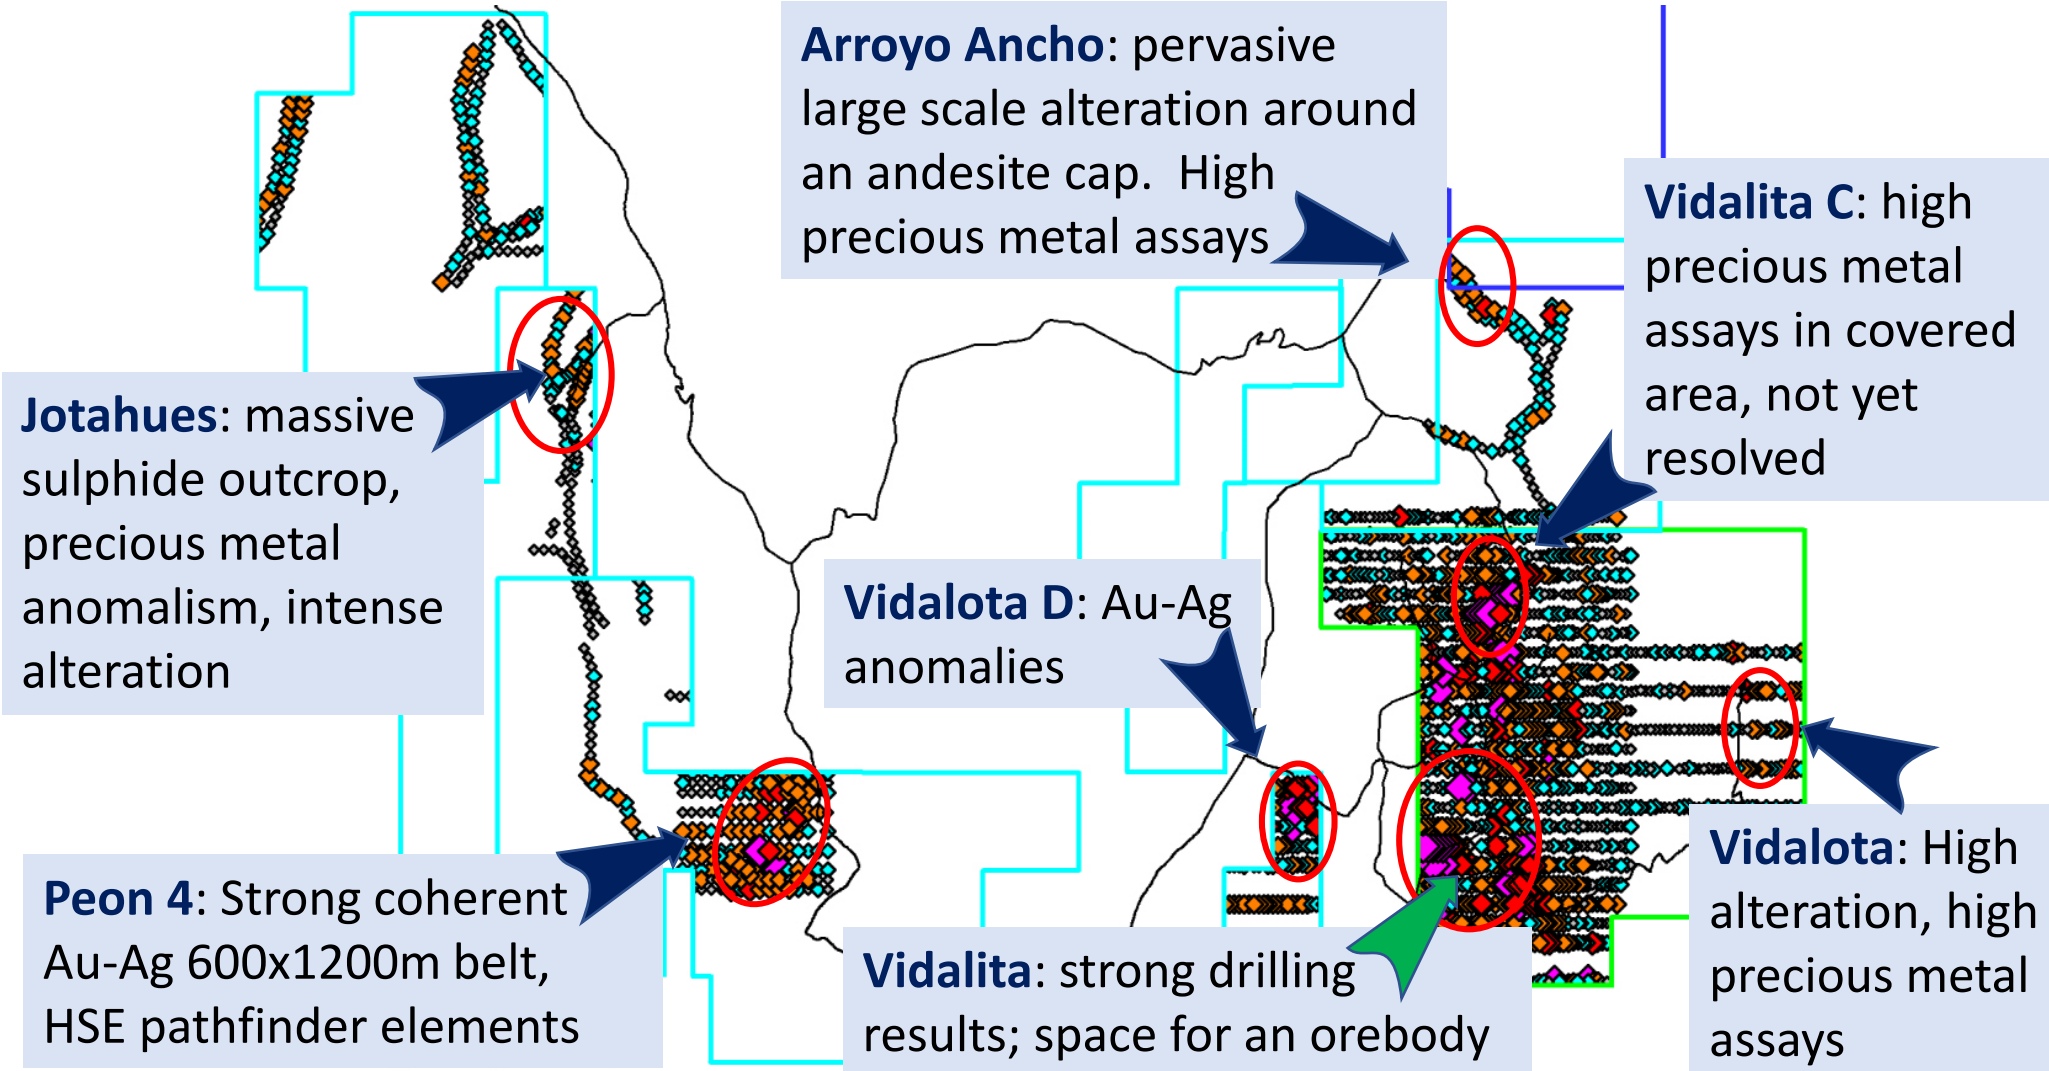 Arroyo Ancho: pervasive
large scale alteration around
an andesite cap.  High
precious metal assays
Vidalita C: high
precious metal
assays in covered
area, not yet
resolved
Jotahues: massive
sulphide outcrop,
precious metal
anomalism, intense
alteration
Vidalota D: Au-Ag
anomalies
Peon 4: Strong coherent
Au-Ag 600x1200m belt,
HSE pathfinder elements
Vidalita: strong drilling
results; space for an orebody
Vidalota: High
alteration, high
precious metal
assays